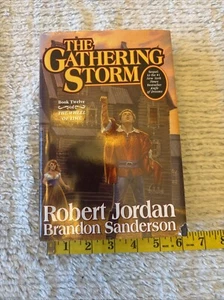 THE
GATHERING
STORM
Book Twelve
of
THE WHEEL
OF TIME
Robert Jordan
Brandon Sanderson
1 2 3 4 5 6 7